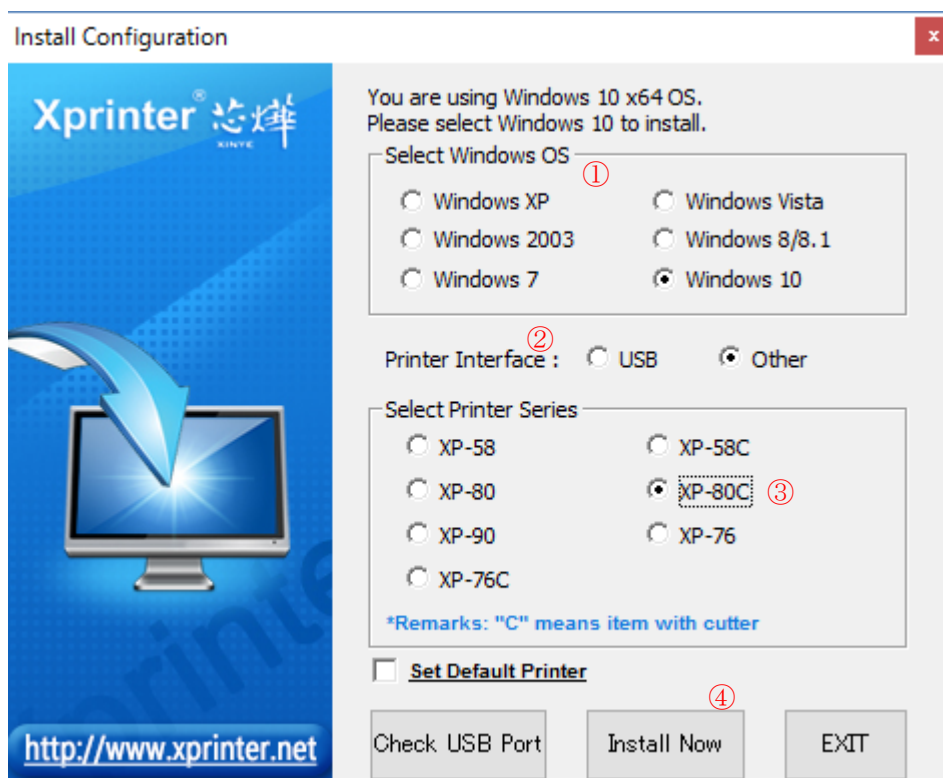 Install Configuration
x
Xprinter® 芯烨
XINYE
You are using Windows 10 x64 OS.
Please select Windows 10 to install.
Select Windows OS ①
Windows XP Windows Vista
Windows 2003 Windows 8/8.1
Windows 7 Windows 10
②
Printer Interface : USB Other
Select Printer Series
XP-58 XP-58C
XP-80 XP-80C ③
XP-90 XP-76
XP-76C
*Remarks: "C" means item with cutter
Set Default Printer
④
Check USB Port Install Now EXIT
http://www.xprinter.net